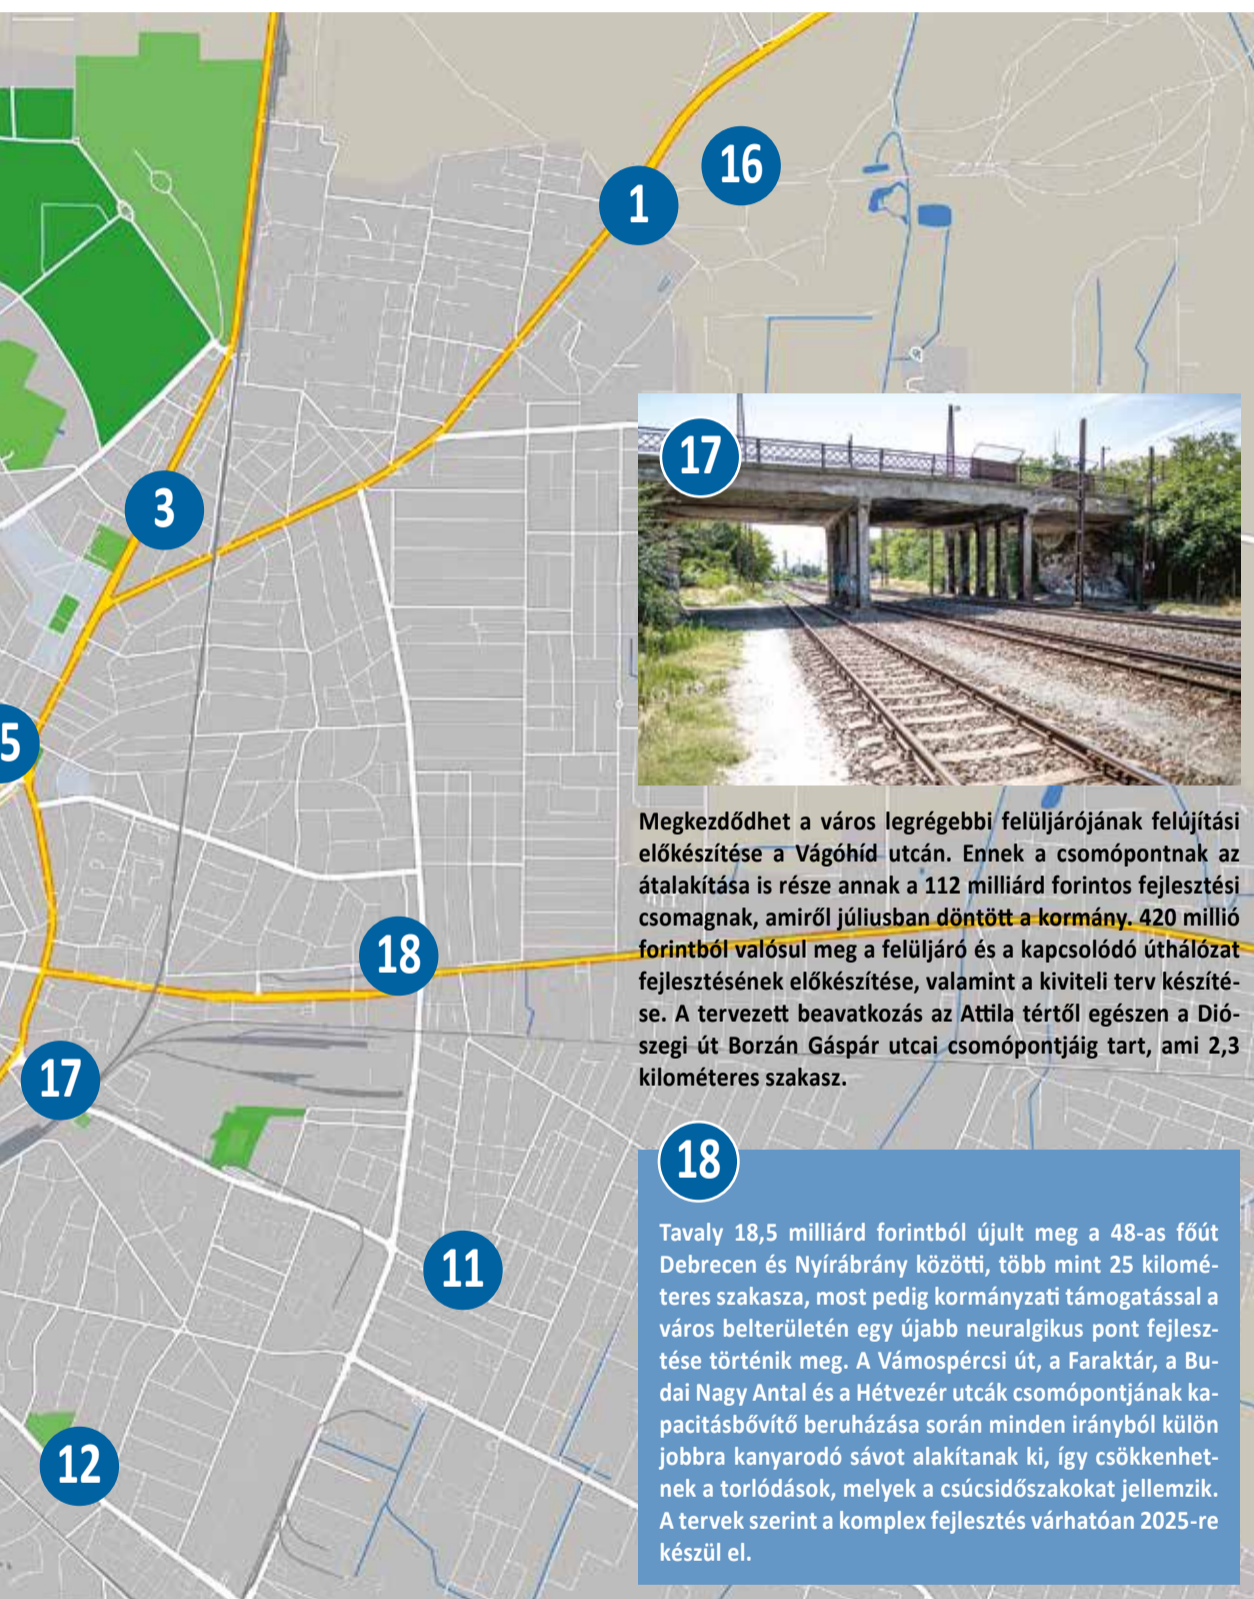 16
1
17
3
5
Megkezdődhet a város legrégebbi felüljárójának felújítási
előkészítése a Vágóhíd utcán. Ennek a csomópontnak az
átalakítása is része annak a 112 milliárd forintos fejlesztési
csomagnak, amiről júliusban döntött a kormány. 420 millió
forintból valósul meg a felüljáró és a kapcsolódó úthálózat
fejlesztésének előkészítése, valamint a kiviteli terv készíté-
se. A tervezett beavatkozás az Attila tértől egészen a Dió-
szegi út Borzán Gáspár utcai csomópontjáig tart, ami 2,3
kilométeres szakasz.
18
17
11
12
18
Tavaly 18,5 milliárd forintból újult meg a 48-as főút
Debrecen és Nyírábrány közötti, több mint 25 kilomé-
teres szakasza, most pedig kormányzati támogatással a
város belterületén egy újabb neuralgikus pont fejlesz-
tése történik meg. A Vámospércsi út, a Faraktár, a Bu-
dai Nagy Antal és a Hétvezér utcák csomópontjának ka-
pacitásbővítő beruházása során minden irányból külön
jobbra kanyarodó sávot alakítanak ki, így csökkenhet-
nek a torlódások, melyek a csúcsidőszakokat jellemzik.
A tervek szerint a komplex fejlesztés várhatóan 2025-re
készül el.